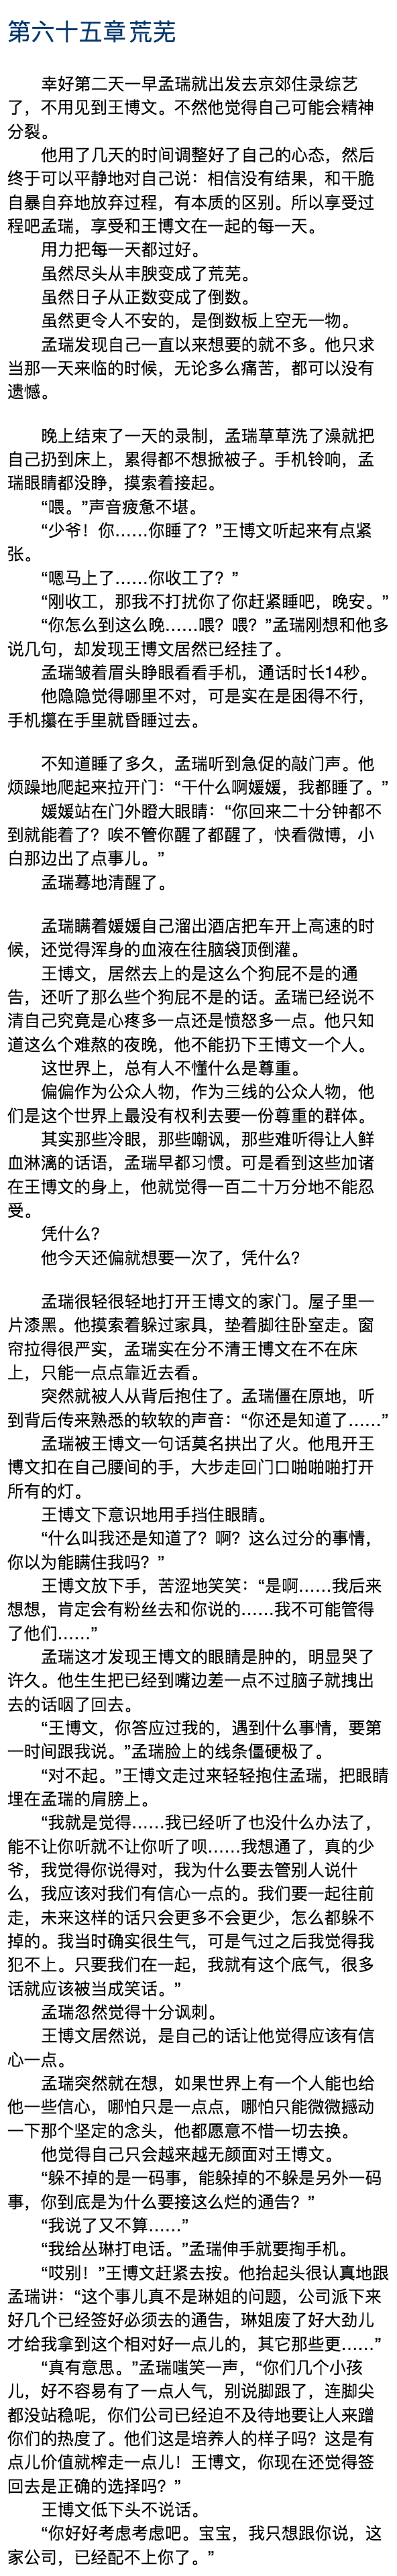 第六十五章 荒芜
幸好第二天一早孟瑞就出发去京郊住录综艺
了，不用见到王博文。不然他觉得自己可能会精神
分裂。
他用了几天的时间调整好了自己的心态，然后
终于可以平静地对自己说：相信没有结果，和干脆
自暴自弃地放弃过程，有本质的区别。所以享受过
程吧孟瑞，享受和王博文在一起的每一天。
用力把每一天都过好。
虽然尽头从丰腴变成了荒芜。
虽然日子从正数变成了倒数。
虽然更令人不安的，是倒数板上空无一物。
孟瑞发现自己一直以来想要的就不多。他只求
当那一天来临的时候，无论多么痛苦，都可以没有
遗憾。
晚上结束了一天的录制，孟瑞草草洗了澡就把
自己扔到床上，累得都不想掀被子。手机铃响，孟
瑞眼睛都没睁，摸索着接起。
“喂。”声音疲惫不堪。
“少爷！你……你睡了？”王博文听起来有点紧
张。
“嗯马上了……你收工了？”
“刚收工，那我不打扰你了你赶紧睡吧，晚安。”
“你怎么到这么晚……喂？喂？”孟瑞刚想和他多
说几句，却发现王博文居然已经挂了。
孟瑞皱着眉头睁眼看看手机，通话时长14秒。
他隐隐觉得哪里不对，可是实在是困得不行，
手机攥在手里就昏睡过去。
不知道睡了多久，孟瑞听到急促的敲门声。他
烦躁地爬起来拉开门：“干什么啊媛媛，我都睡了。”
媛媛站在门外瞪大眼睛：“你回来二十分钟都不
到就能着了？唉不管你醒了都醒了，快看微博，小
白那边出了点事儿。”
孟瑞蓦地清醒了。
孟瑞瞒着媛媛自己溜出酒店把车开上高速的时
候，还觉得浑身的血液在往脑袋顶倒灌。
王博文，居然去上的是这么个狗屁不是的通
告，还听了那么些个狗屁不是的话。孟瑞已经说不
清自己究竟是心疼多一点还是愤怒多一点。他只知
道这么个难熬的夜晚，他不能扔下王博文一个人。
这世界上，总有人不懂什么是尊重。
偏偏作为公众人物，作为三线的公众人物，他
们是这个世界上最没有权利去要一份尊重的群体。
其实那些冷眼，那些嘲讽，那些难听得让人鲜
血淋漓的话语，孟瑞早都习惯。可是看到这些加诸
在王博文的身上，他就觉得一百二十万分地不能忍
受。
凭什么？
他今天还偏就想要一次了，凭什么？
孟瑞很轻很轻地打开王博文的家门。屋子里一
片漆黑。他摸索着躲过家具，垫着脚往卧室走。窗
帘拉得很严实，孟瑞实在分不清王博文在不在床
上，只能一点点靠近去看。
突然就被人从背后抱住了。孟瑞僵在原地，听
到背后传来熟悉的软软的声音：“你还是知道了……”
孟瑞被王博文一句话莫名拱出了火。他甩开王
博文扣在自己腰间的手，大步走回门口啪啪啪打开
所有的灯。
王博文下意识地用手挡住眼睛。
“什么叫我还是知道了？啊？这么过分的事情，
你以为能瞒住我吗？”
王博文放下手，苦涩地笑笑：“是啊……我后来
想想，肯定会有粉丝去和你说的……我不可能管得
了他们……”
孟瑞这才发现王博文的眼睛是肿的，明显哭了
许久。他生生把已经到嘴边差一点不过脑子就拽出
去的话咽了回去。
“王博文，你答应过我的，遇到什么事情，要第
一时间跟我说。”孟瑞脸上的线条僵硬极了。
“对不起。”王博文走过来轻轻抱住孟瑞，把眼睛
埋在孟瑞的肩膀上。
“我就是觉得……我已经听了也没什么办法了，
能不让你听就不让你听了呗……我想通了，真的少
爷，我觉得你说得对，我为什么要去管别人说什
么，我应该对我们有信心一点的。我们要一起往前
走，未来这样的话只会更多不会更少，怎么都躲不
掉的。我当时确实很生气，可是气过之后我觉得我
犯不上。只要我们在一起，我就有这个底气，很多
话就应该被当成笑话。”
孟瑞忽然觉得十分讽刺。
王博文居然说，是自己的话让他觉得应该有信
心一点。
孟瑞突然就在想，如果世界上有一个人能也给
他一些信心，哪怕只是一点点，哪怕只能微微撼动
一下那个坚定的念头，他都愿意不惜一切去换。
他觉得自己只会越来越无颜面对王博文。
“躲不掉的是一码事，能躲掉的不躲是另外一码
事，你到底是为什么要接这么烂的通告？”
“我说了又不算……”
“我给丛琳打电话。”孟瑞伸手就要掏手机。
“哎别！”王博文赶紧去按。他抬起头很认真地跟
孟瑞讲：“这个事儿真不是琳姐的问题，公司派下来
好几个已经签好必须去的通告，琳姐废了好大劲儿
才给我拿到这个相对好一点儿的，其它那些更……”
“真有意思。”孟瑞嗤笑一声，“你们几个小孩
儿，好不容易有了一点人气，别说脚跟了，连脚尖
都没站稳呢，你们公司已经迫不及待地要让人来蹭
你们的热度了。他们这是培养人的样子吗？这是有
点儿价值就榨走一点儿！王博文，你现在还觉得签
回去是正确的选择吗？”
王博文低下头不说话。
“你好好考虑考虑吧。宝宝，我只想跟你说，这
家公司，已经配不上你了。”